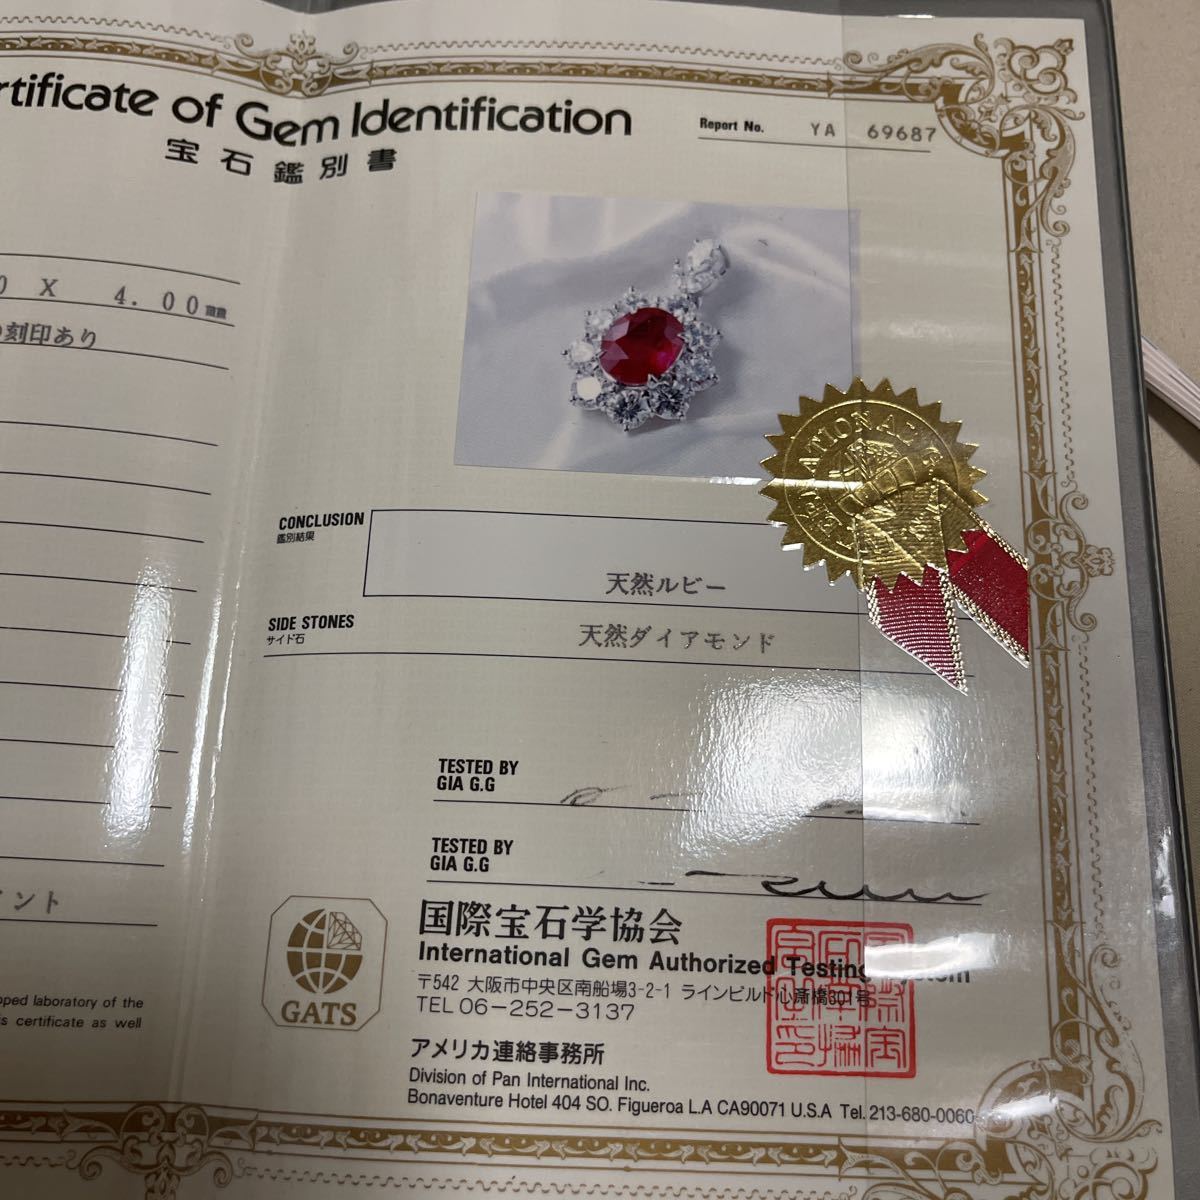 rtificate of Gem Identification
宝石鑑別書
Report No. YA 69687
0 X 4.00mm
の刻印あり
CONCLUSION
鑑別結果
天然ルビー
SIDE STONES
サイド石
天然ダイアモンド
TESTED BY
GIA G.G
TESTED BY
GIA G.G
ント
国際宝石学協会
International Gem Authorized Testing System
〒542 大阪市中央区南船場3-2-1 ラインビルド心斎橋301号
TEL 06-252-3137
GATS
oped laboratory of the
is certificate as well
アメリカ連絡事務所
Division of Pan International Inc.
Bonaventure Hotel 404 SO. Figueroa L.A CA90071 U.S.A Tel. 213-680-0060